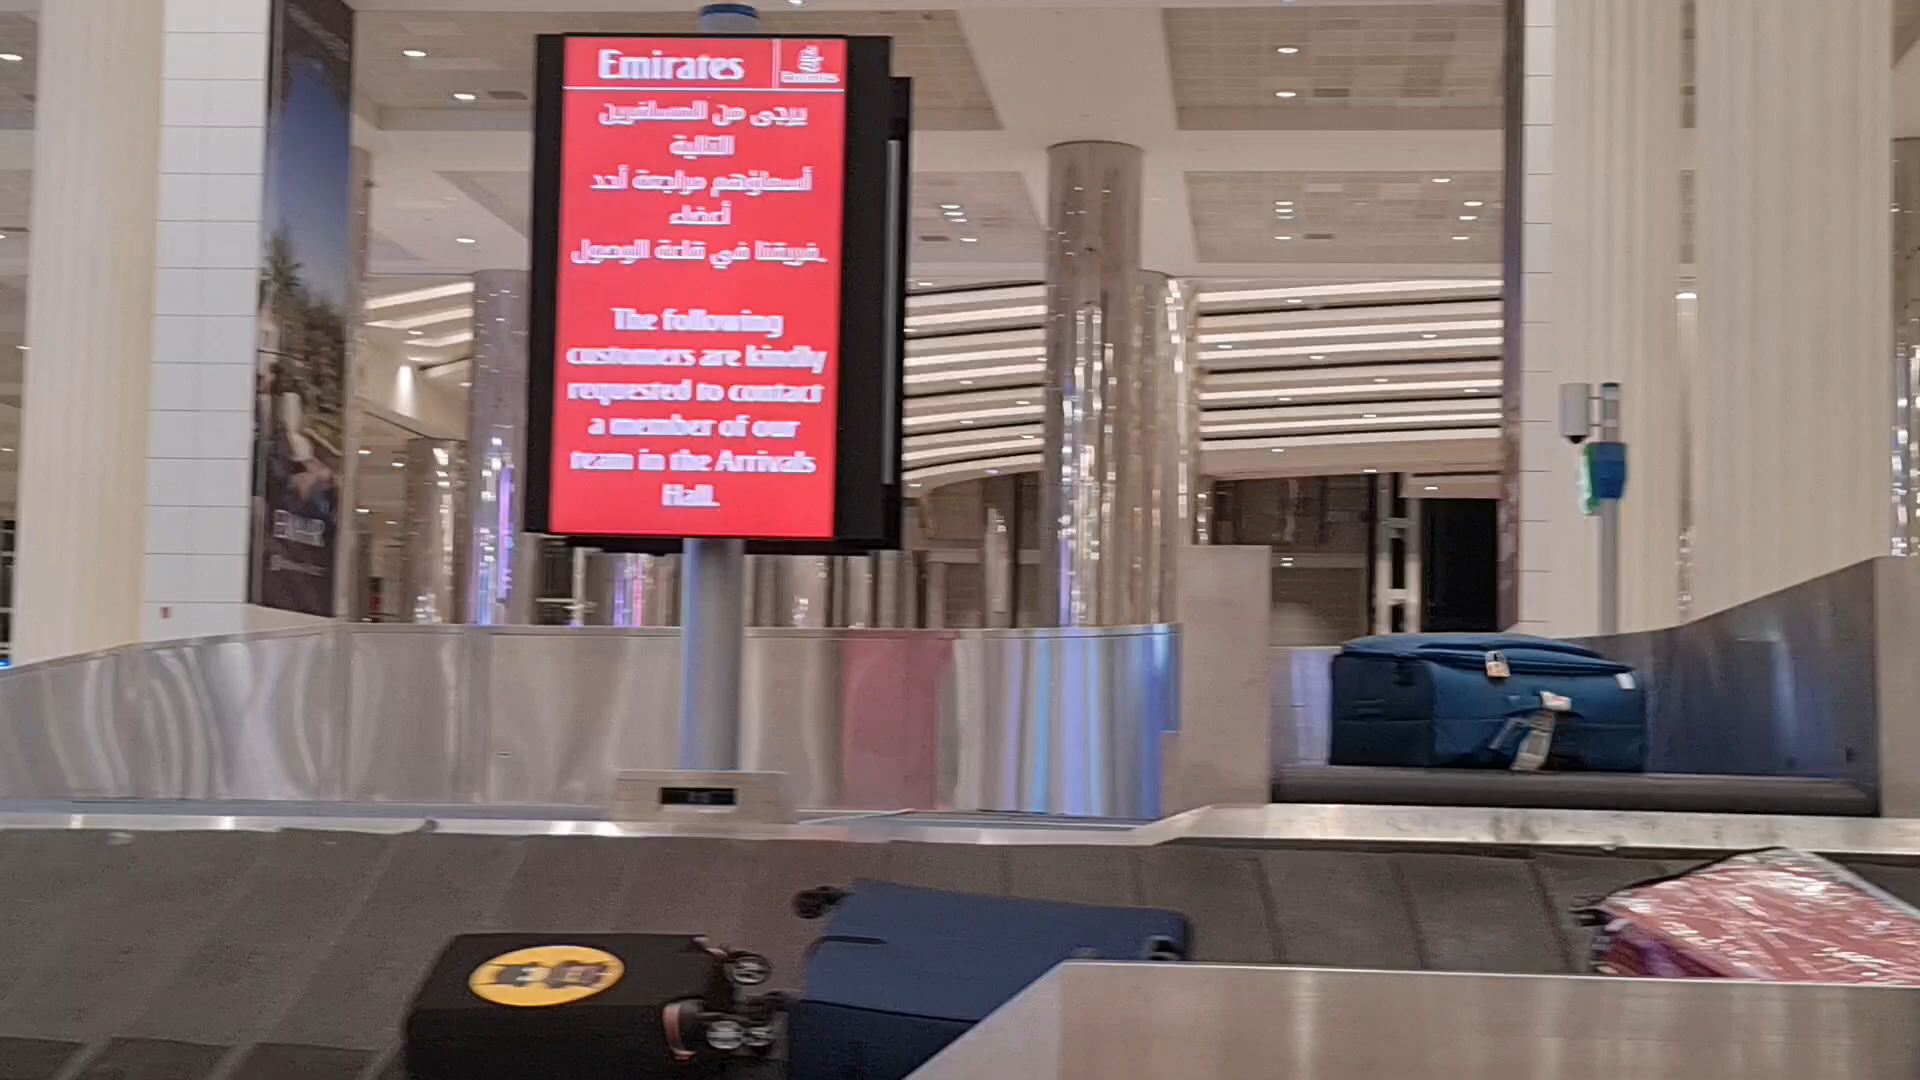 Emirates
يرجى من المسافرين
التالية
أسماؤهم مراجعة أحد
أعضاء
فريقنا في قاعة الوصول.
The following
customers are kindly
requested to contact
a member of our
team in the Arrivals
Hall.